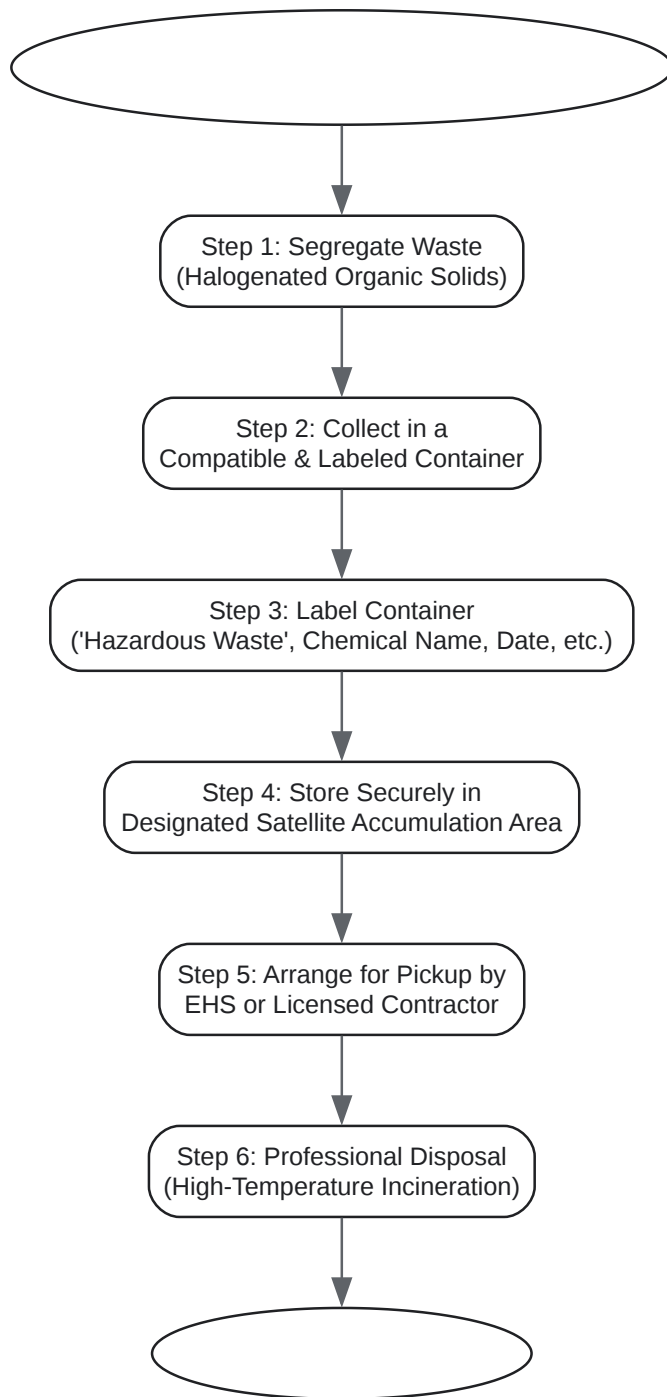 Step 1: Segregate Waste
(Halogenated Organic Solids)
Step 2: Collect in a
Compatible & Labeled Container
Step 3: Label Container
('Hazardous Waste', Chemical Name, Date, etc.)
Step 4: Store Securely in
Designated Satellite Accumulation Area
Step 5: Arrange for Pickup by
EHS or Licensed Contractor
Step 6: Professional Disposal
(High-Temperature Incineration)